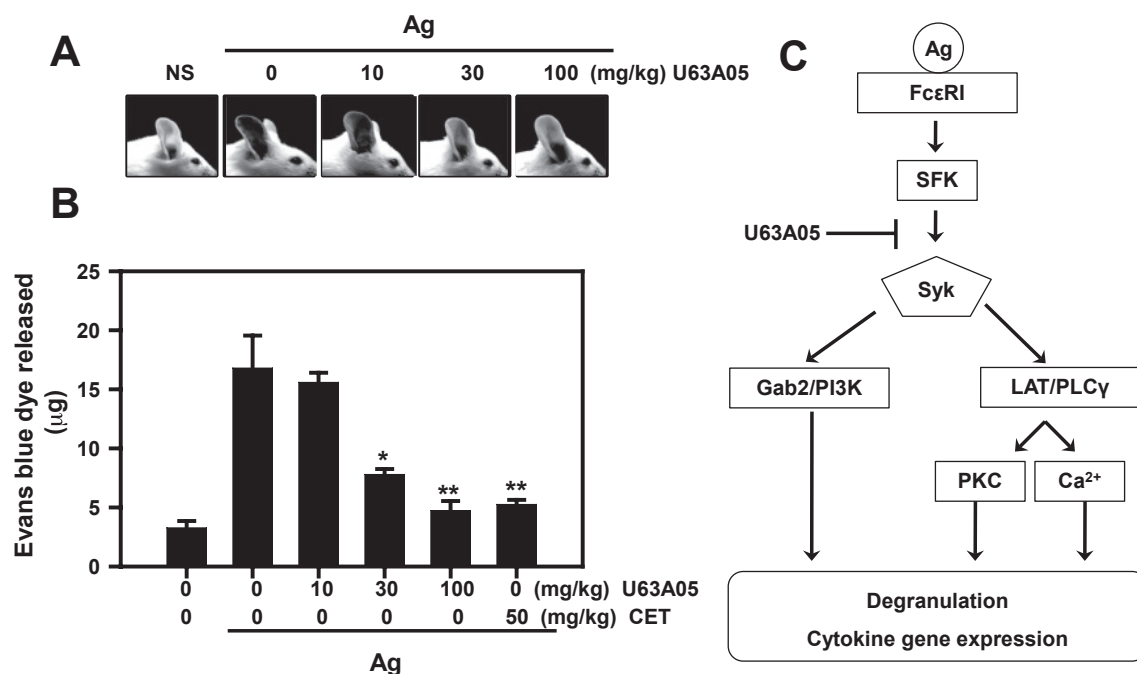 A
Ag
NS 0 10 30 100 (mg/kg) U63A05
B
Evans blue dye released
(µg)
25
20
15
10
5
0
*
**
**
0 0 10 30 100 0 (mg/kg) U63A05
0 0 0 0 0 50 (mg/kg) CET
Ag
C
Ag
FcεRI
SFK
U63A05
Syk
Gab2/PI3K
LAT/PLCγ
PKC
Ca²⁺
Degranulation
Cytokine gene expression